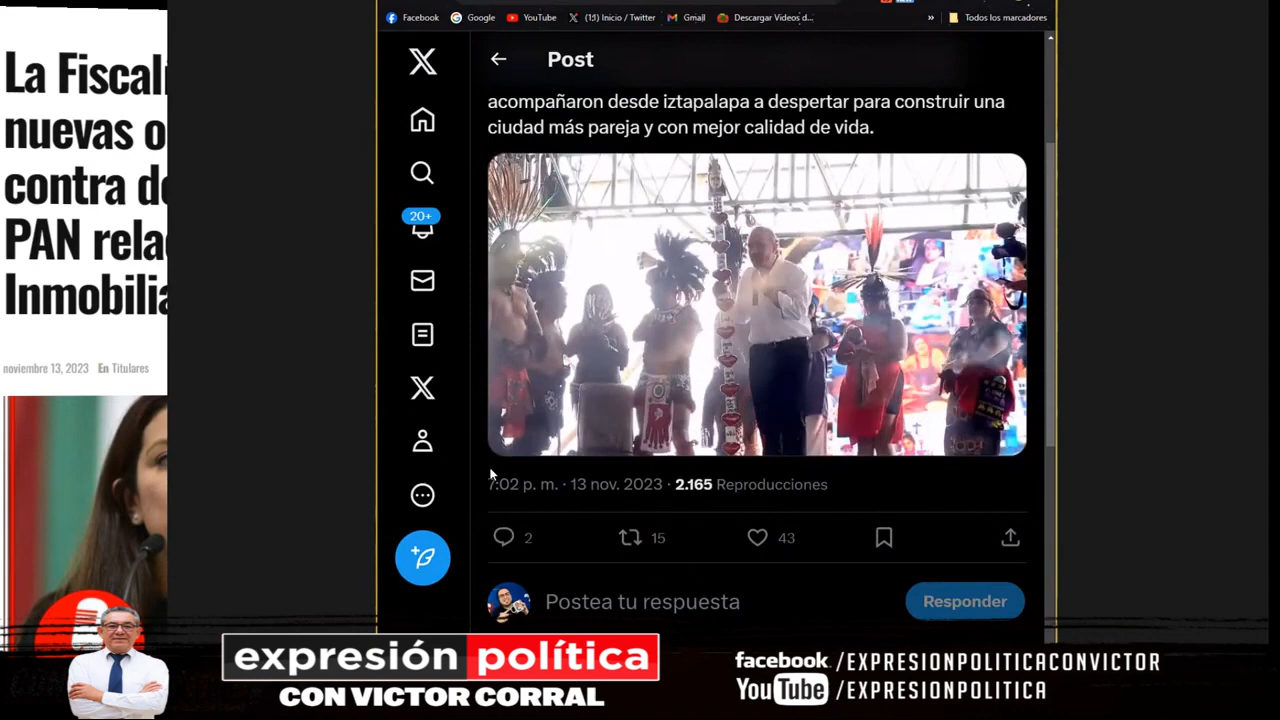 La Fiscalí
nuevas o
contra d
PAN rela
Inmobilia
noviembre 13, 2023 En Titulares
Facebook Google YouTube (13) Inicio / Twitter Gmail Descargar Videos d... » Todos los marcadores
Post
acompañaron desde iztapalapa a despertar para construir una
ciudad más pareja y con mejor calidad de vida.
20+
7:02 p. m. · 13 nov. 2023 · 2.165 Reproducciones
2 15 43
Postea tu respuesta Responder
expresión política
CON VICTOR CORRAL
facebook /EXPRESIONPOLITICACONVICTOR
YouTube /EXPRESIONPOLITICA